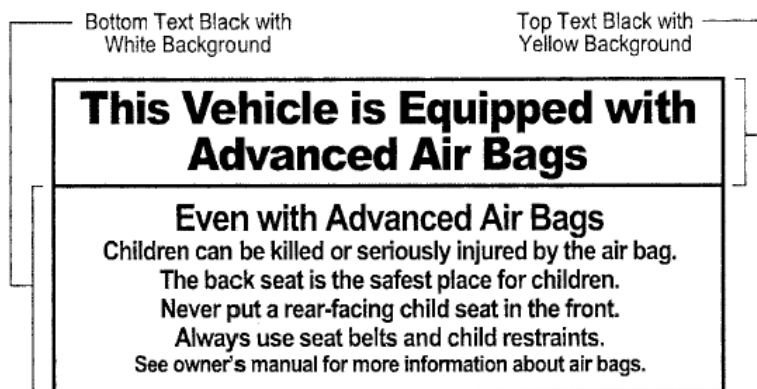 Bottom Text Black with
White Background
Top Text Black with
Yellow Background
This Vehicle is Equipped with
Advanced Air Bags
Even with Advanced Air Bags
Children can be killed or seriously injured by the air bag.
The back seat is the safest place for children.
Never put a rear-facing child seat in the front.
Always use seat belts and child restraints.
See owner's manual for more information about air bags.